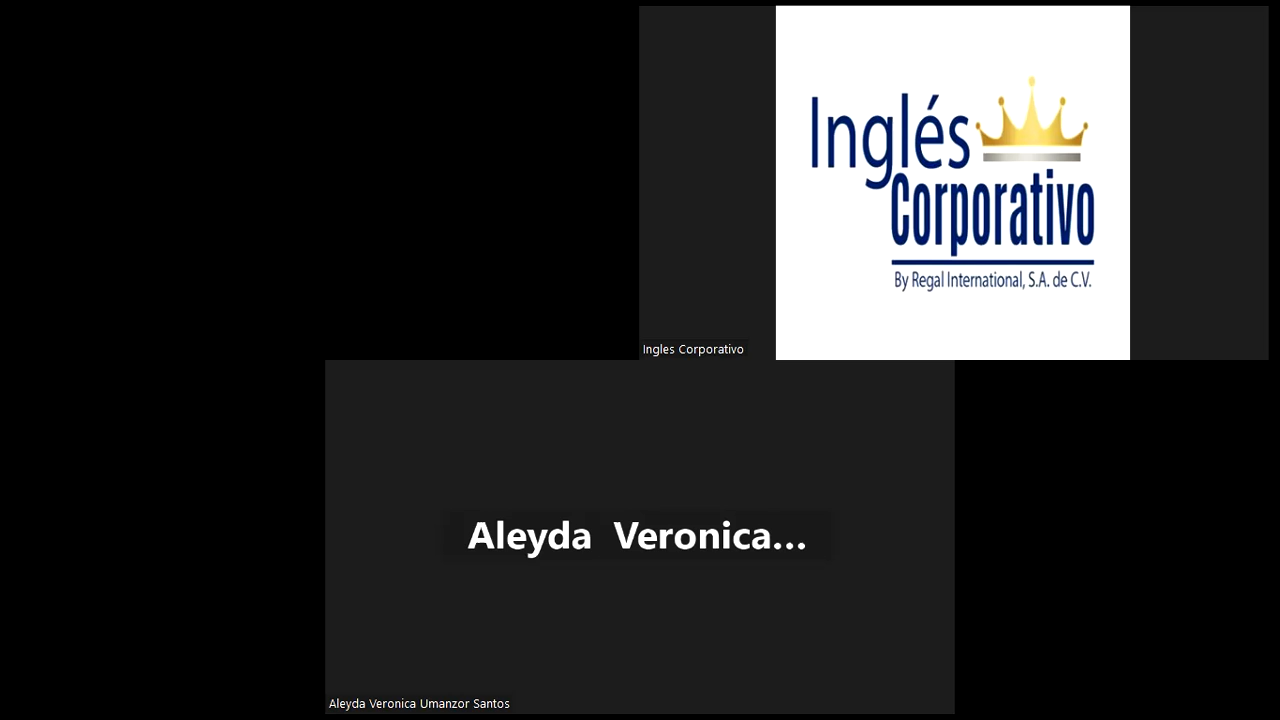 Inglés
Corporativo
By Regal International, S.A. de C.V.
Ingles Corporativo
Aleyda Veronica...
Aleyda Veronica Umanzor Santos